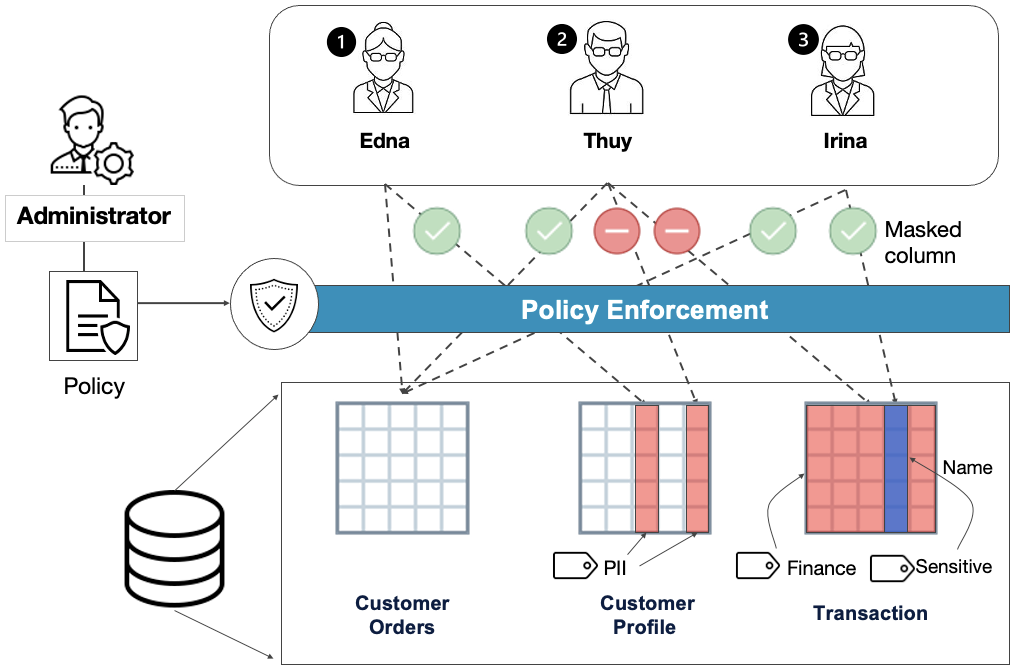 1
2
3
Edna
Thuy
Irina
Administrator
Masked
column
Policy Enforcement
Policy
Name
PII
Finance
Sensitive
Customer
Orders
Customer
Profile
Transaction